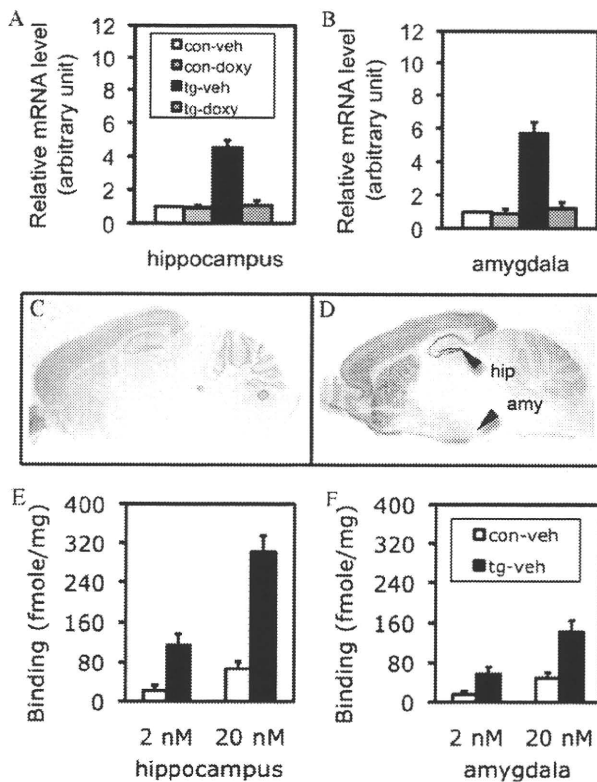 A
Relative mRNA level
(arbitrary unit)
12
10
8
6
4
2
0
con-veh
con-doxy
tg-veh
tg-doxy
hippocampus
B
Relative mRNA level
(arbitrary unit)
12
10
8
6
4
2
0
amygdala
C
D
hip
amy
E
Binding (fmole/mg)
400
320
240
160
80
0
2 nM 20 nM
hippocampus
F
Binding (fmole/mg)
400
320
240
160
80
0
con-veh
tg-veh
2 nM 20 nM
amygdala